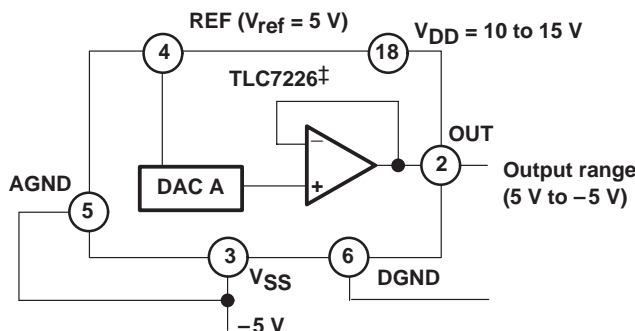 REF (Vref = 5 V)
4
18
VDD = 10 to 15 V
TLC7226‡
−
OUT
2
Output range
(5 V to −5 V)
DAC A
+
AGND
5
3
VSS
6
DGND
−5 V